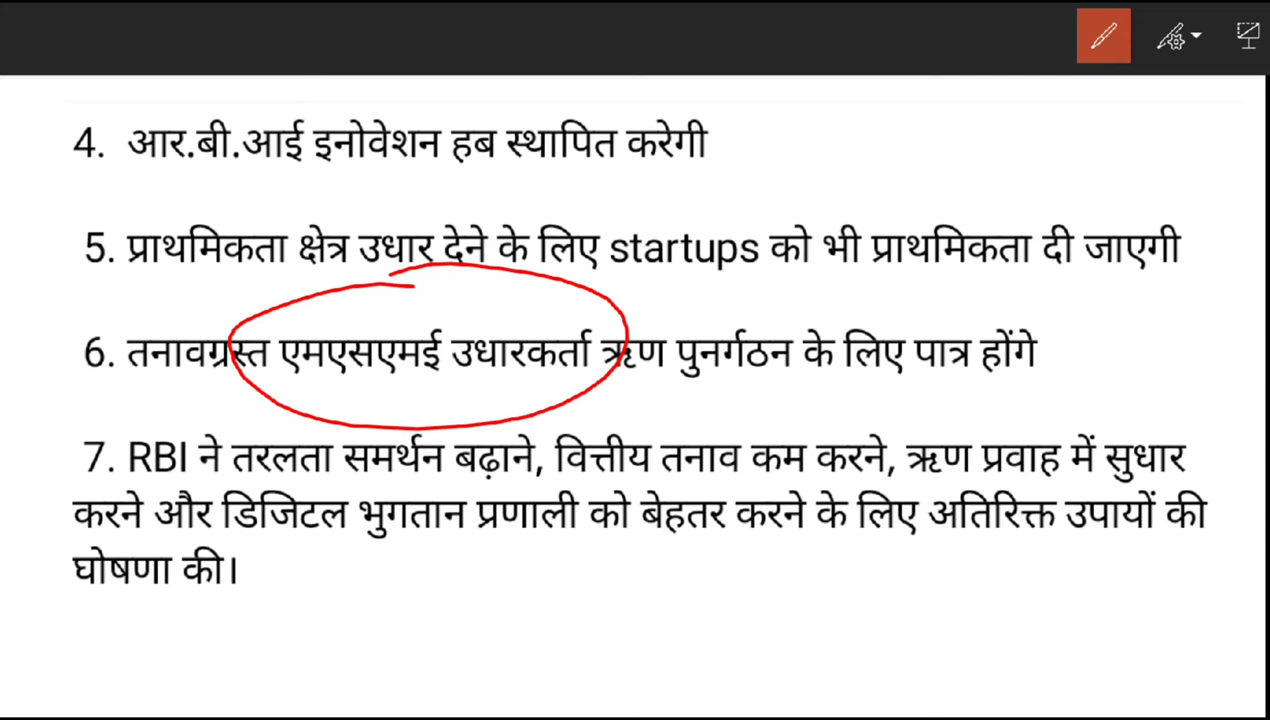 4. आर.बी.आई इनोवेशन हब स्थापित करेगी
5. प्राथमिकता क्षेत्र उधार देने के लिए startups को भी प्राथमिकता दी जाएगी
6. तनावग्रस्त एमएसएमई उधारकर्ता ऋण पुनर्गठन के लिए पात्र होंगे
7. RBI ने तरलता समर्थन बढ़ाने, वित्तीय तनाव कम करने, ऋण प्रवाह में सुधार
करने और डिजिटल भुगतान प्रणाली को बेहतर करने के लिए अतिरिक्त उपायों की
घोषणा की।